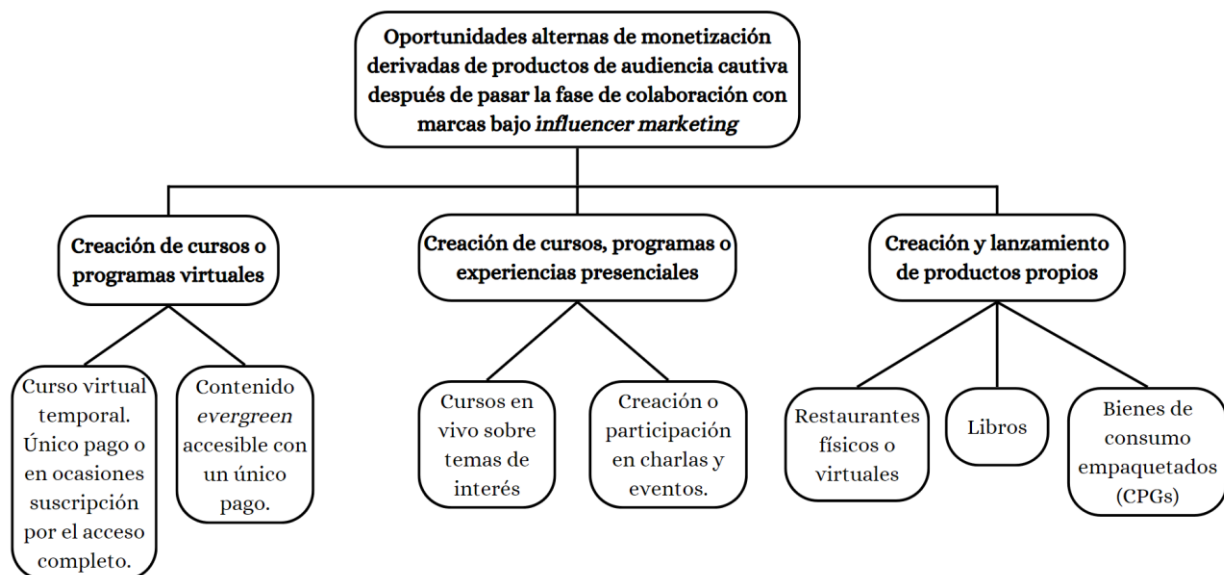 Oportunidades alternas de monetización
derivadas de productos de audiencia cautiva
después de pasar la fase de colaboración con
marcas bajo influencer marketing
Creación de cursos o
programas virtuales
Creación de cursos, programas o
experiencias presenciales
Creación y lanzamiento
de productos propios
Curso virtual
temporal.
Único pago o
en ocasiones
suscripción
por el acceso
completo.
Contenido
evergreen
accesible con
un único
pago.
Cursos en
vivo sobre
temas de
interés
Creación o
participación
en charlas y
eventos.
Restaurantes
físicos o
virtuales
Libros
Bienes de
consumo
empaquetados
(CPGs)